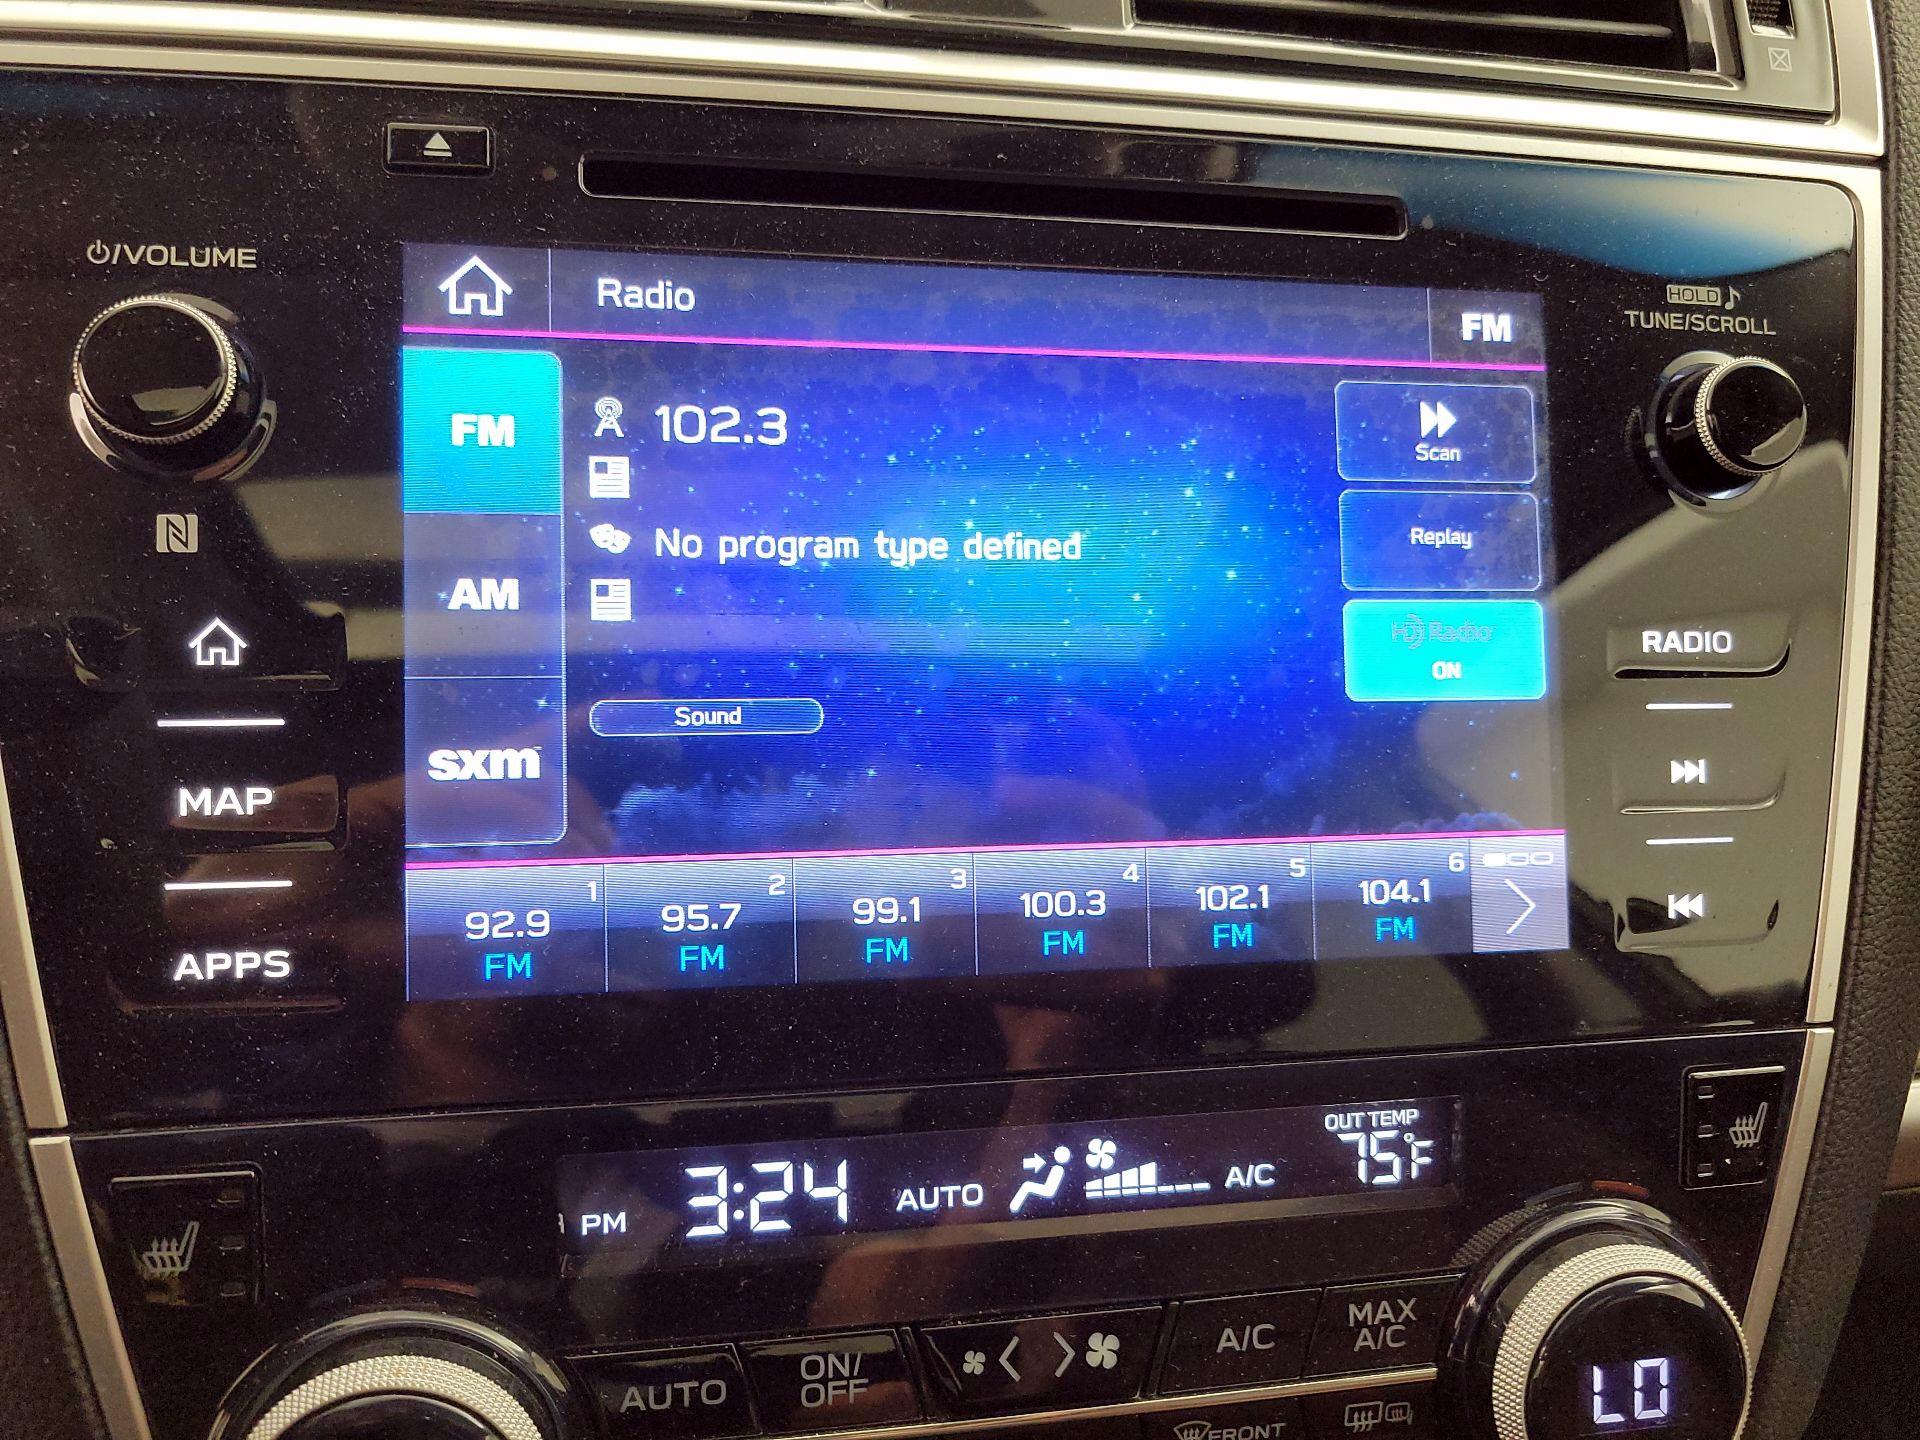 ⏻/VOLUME
Radio
FM
HOLD ♪
TUNE/SCROLL
FM
102.3
Scan
N
No program type defined
Replay
AM
HD Radio
ON
RADIO
Sound
sxm
MAP
APPS
1 2 3 4 5 6
92.9 95.7 99.1 100.3 102.1 104.1
FM FM FM FM FM FM
OUT TEMP
PM 3:24 AUTO A/C 75°F
AUTO
ON/
OFF
A/C
MAX
A/C
LO
FRONT